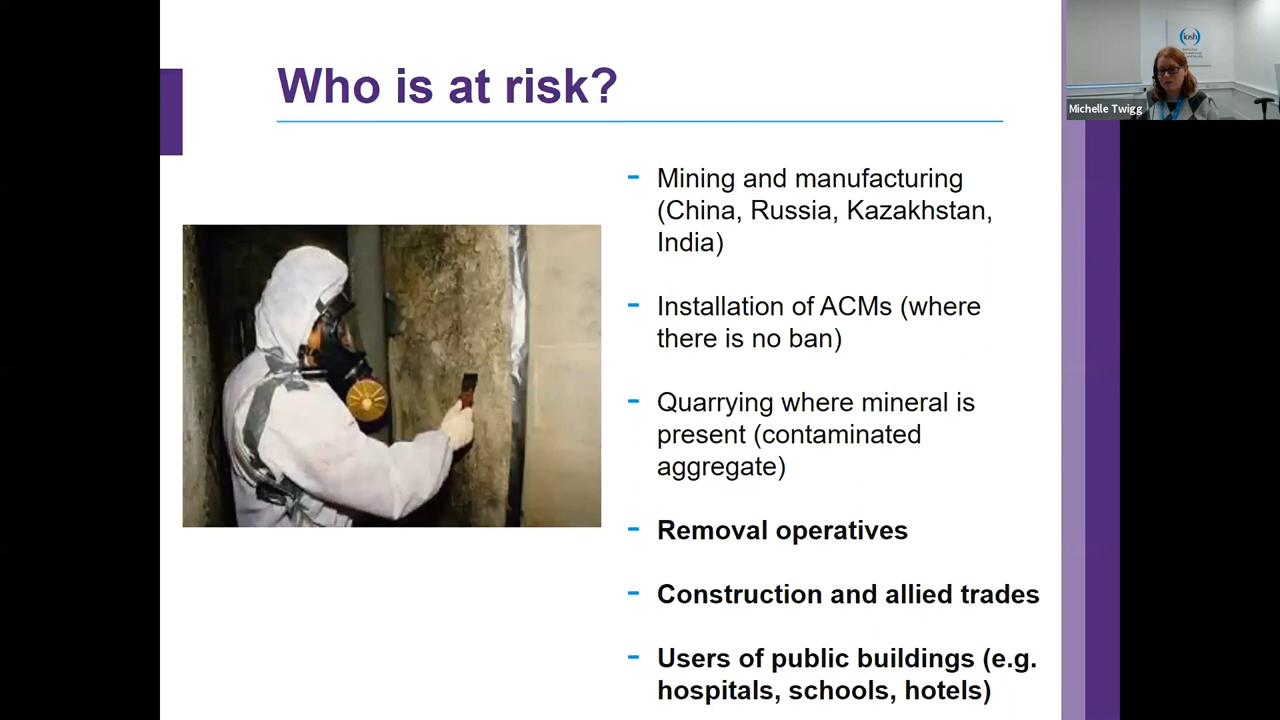 Who is at risk?
iosh
Michelle Twigg
- Mining and manufacturing
(China, Russia, Kazakhstan,
India)
- Installation of ACMs (where
there is no ban)
- Quarrying where mineral is
present (contaminated
aggregate)
- Removal operatives
- Construction and allied trades
- Users of public buildings (e.g.
hospitals, schools, hotels)